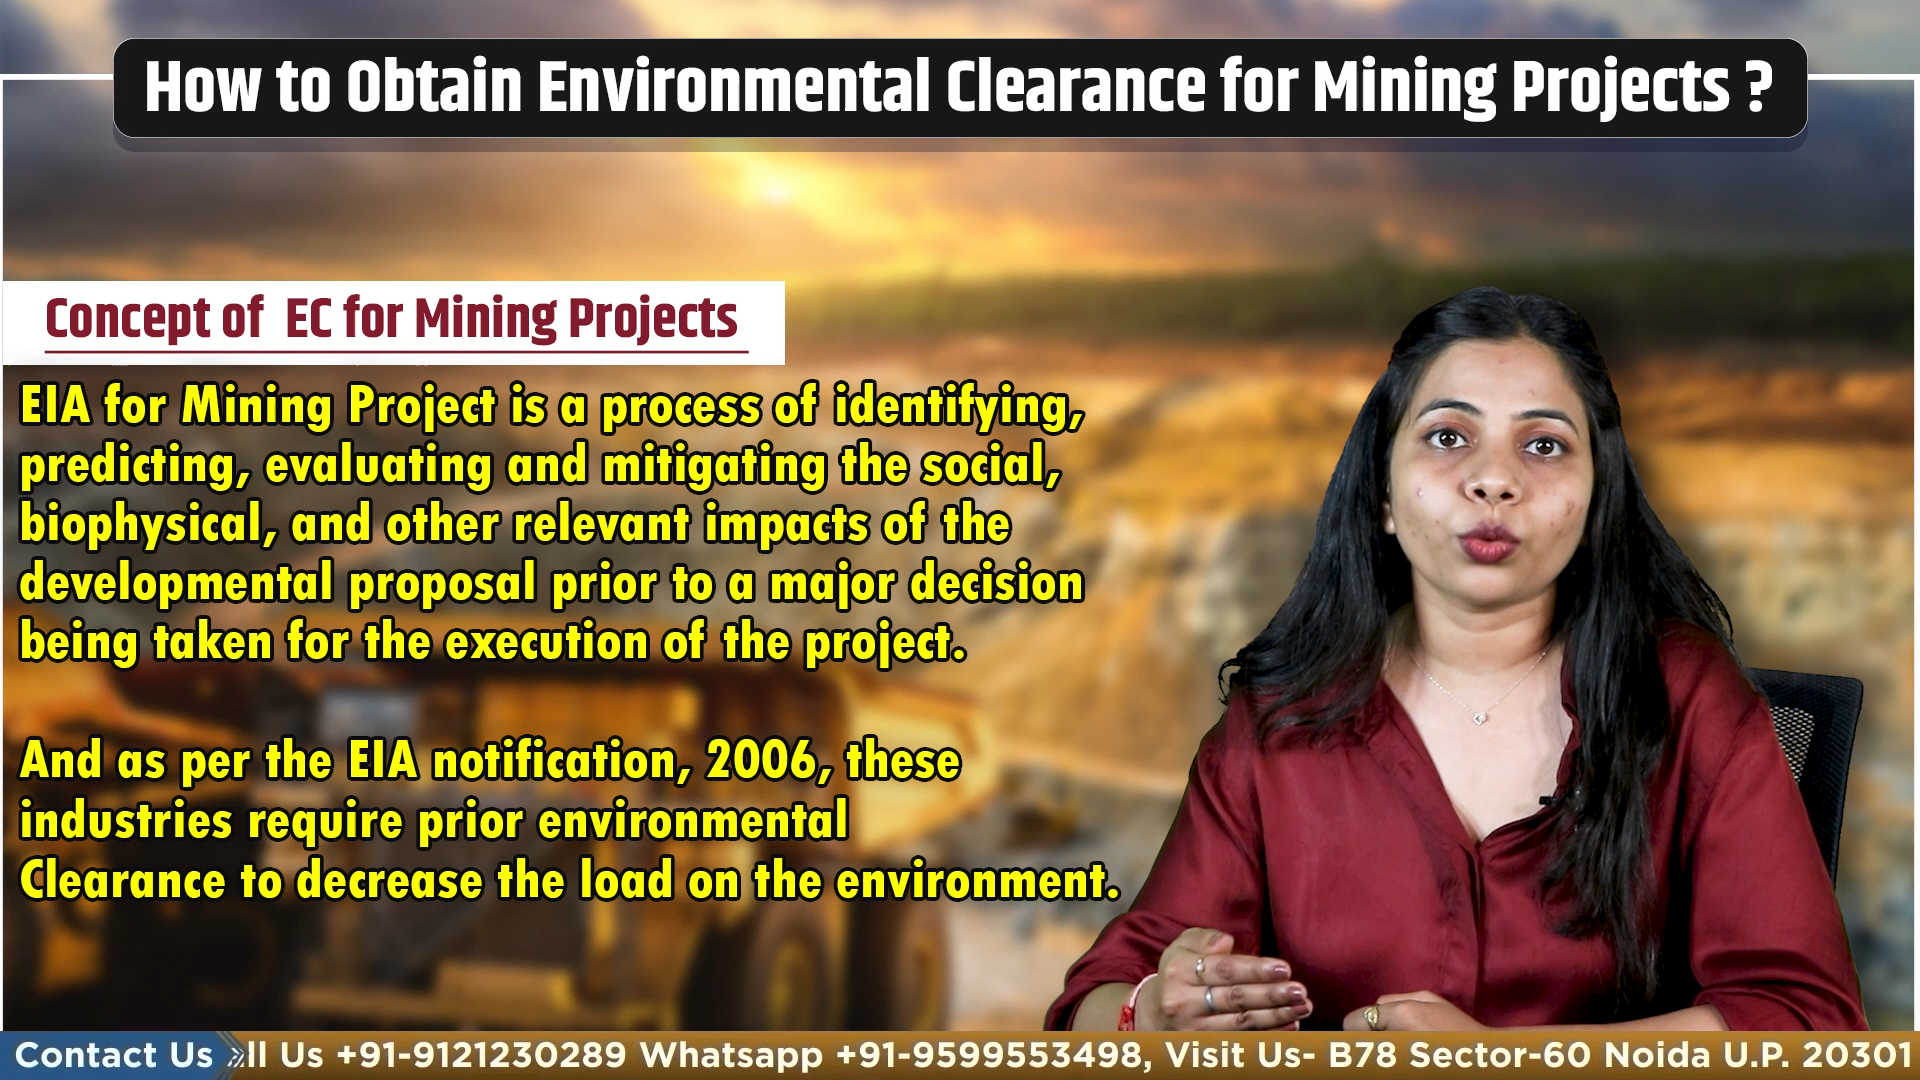 How to Obtain Environmental Clearance for Mining Projects ?
Concept of EC for Mining Projects
EIA for Mining Project is a process of identifying,
predicting, evaluating and mitigating the social,
biophysical, and other relevant impacts of the
developmental proposal prior to a major decision
being taken for the execution of the project.
And as per the EIA notification, 2006, these
industries require prior environmental
Clearance to decrease the load on the environment.
Contact Us all Us +91-9121230289 Whatsapp +91-9599553498, Visit Us- B78 Sector-60 Noida U.P. 20301